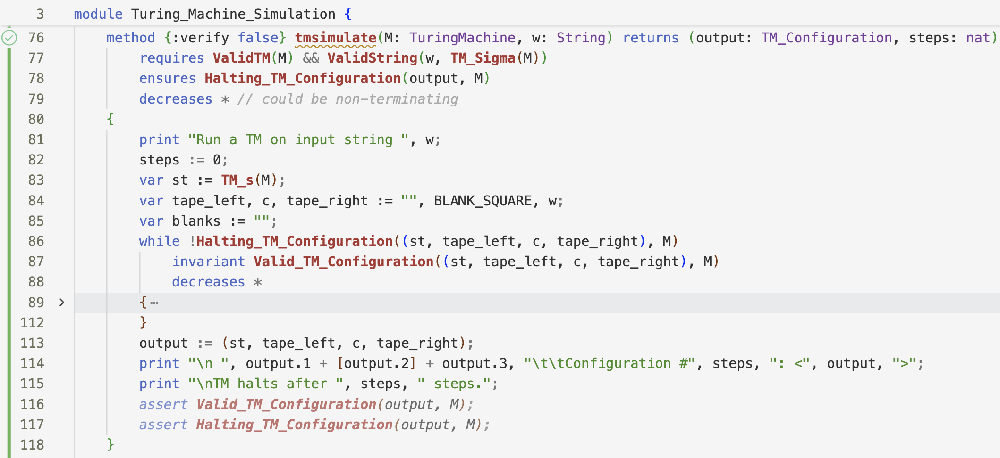 3 module Turing_Machine_Simulation {
76 method {:verify false} tmsimulate(M: TuringMachine, w: String) returns (output: TM_Configuration, steps: nat)
77 requires ValidTM(M) && ValidString(w, TM_Sigma(M))
78 ensures Halting_TM_Configuration(output, M)
79 decreases * // could be non-terminating
80 {
81 print "Run a TM on input string ", w;
82 steps := 0;
83 var st := TM_s(M);
84 var tape_left, c, tape_right := "", BLANK_SQUARE, w;
85 var blanks := "";
86 while !Halting_TM_Configuration((st, tape_left, c, tape_right), M)
87 invariant Valid_TM_Configuration((st, tape_left, c, tape_right), M)
88 decreases *
89 > { …
112 }
113 output := (st, tape_left, c, tape_right);
114 print "\n ", output.1 + [output.2] + output.3, "\t\tConfiguration #", steps, ": <", output, ">";
115 print "\nTM halts after ", steps, " steps.";
116 assert Valid_TM_Configuration(output, M);
117 assert Halting_TM_Configuration(output, M);
118 }